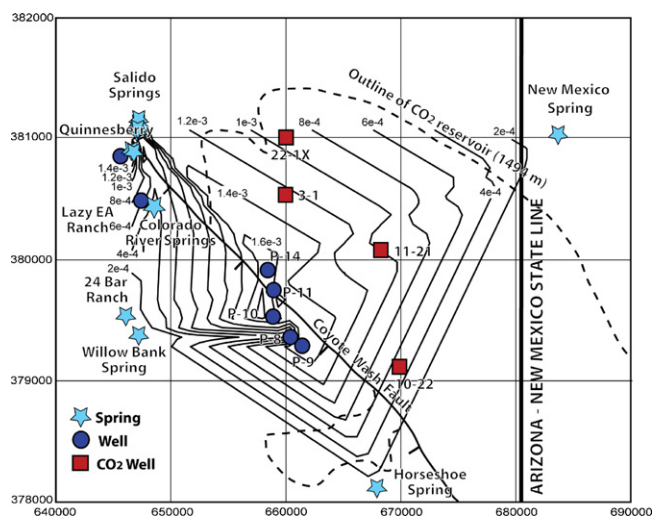 382000
Outline of CO2 reservoir (1494 m)
Salido
Springs
New Mexico
Spring
1.2e-3
1e-3
8e-4
6e-4
2e-4
381000
Quinnesberry
22-1X
4e-4
1.4e-3
1.2e-3
1e-3
8e-4
1.4e-3
3-1
Lazy EA
Ranch
6e-4
Colorado
River Springs
4e-4
1.6e-3
11-21
380000
P-14
2e-4
24 Bar
Ranch
P-11
P-10
Coyote Wash Fault
Willow Bank
Spring
P-8
P-9
379000
10-22
Spring
Well
CO2 Well
Horseshoe
Spring
ARIZONA - NEW MEXICO STATE LINE
378000
640000 650000 660000 670000 680000 690000